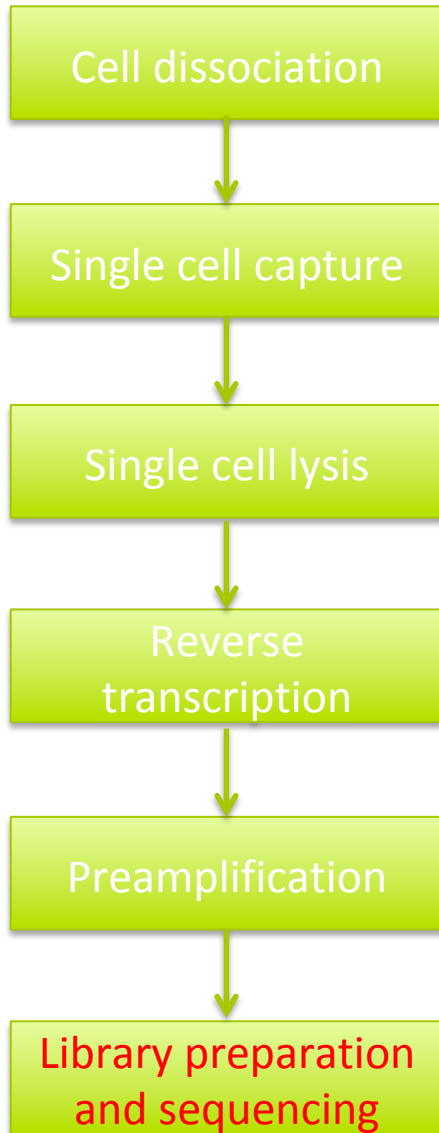 Cell dissociation
Single cell capture
Single cell lysis
Reverse
transcription
Preamplification
Library preparation
and sequencing